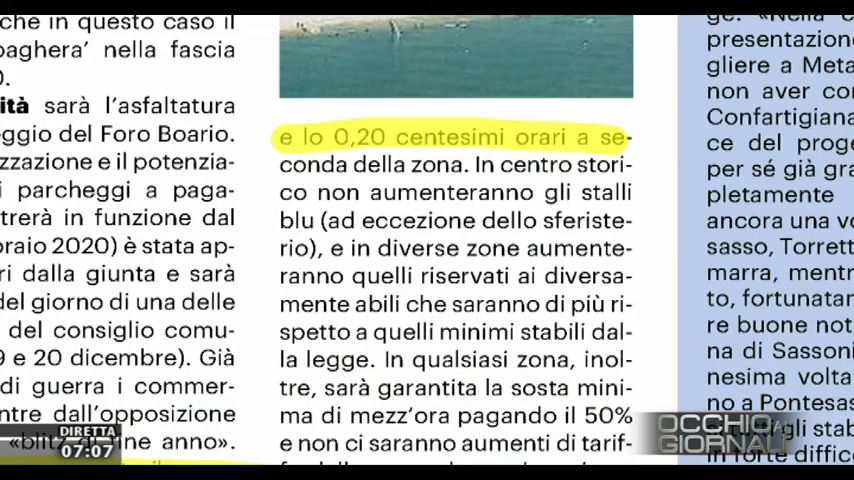 che in questo caso il
paghera’ nella fascia
0.
ità sarà l’asfaltatura
eggio del Foro Boario.
izzazione e il potenzia-
i parcheggi a paga-
trerà in funzione dal
braio 2020) è stata ap-
ri dalla giunta e sarà
del giorno di una delle
del consiglio comu-
9 e 20 dicembre). Già
di guerra i commer-
ntre dall’opposizione
«blitz di fine anno».
e lo 0,20 centesimi orari a se-
conda della zona. In centro stori-
co non aumenteranno gli stalli
blu (ad eccezione dello sferiste-
rio), e in diverse zone aumente-
ranno quelli riservati ai diversa-
mente abili che saranno di più ri-
spetto a quelli minimi stabili dal-
la legge. In qualsiasi zona, inol-
tre, sarà garantita la sosta mini-
ma di mezz’ora pagando il 50%
e non ci saranno aumenti di tarif-
ge. «Nella
presentazione
gliere a Meta
non aver con
Confartigiana
ce del proge
per sé già gra
pletamente
ancora una vo
sasso, Torrett
marra, mentr
to, fortunatan
re buone not
na di Sassoni
nesima volta
no a Pontesas
gli stab
in forte diffic
DIRETTA
07:07
OCCHIO AI
GIORNALI